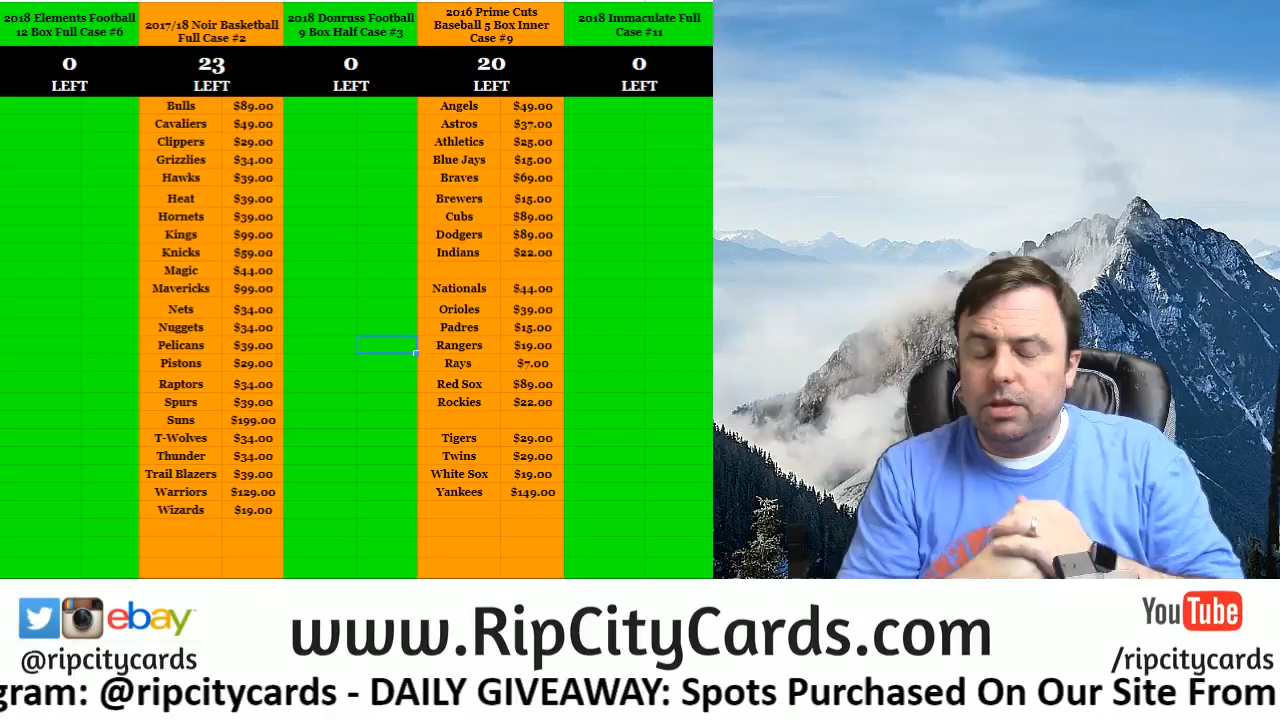 2018 Elements Football
12 Box Full Case #6
2017/18 Noir Basketball
Full Case #2
2018 Donruss Football
9 Box Half Case #3
2016 Prime Cuts
Baseball 5 Box Inner
Case #9
2018 Immaculate Full
Case #11
0
LEFT
23
LEFT
0
LEFT
20
LEFT
0
LEFT
Bulls $89.00
Cavaliers $49.00
Clippers $29.00
Grizzlies $34.00
Hawks $39.00
Heat $39.00
Hornets $39.00
Kings $99.00
Knicks $59.00
Magic $44.00
Mavericks $99.00
Nets $34.00
Nuggets $34.00
Pelicans $39.00
Pistons $29.00
Raptors $34.00
Spurs $39.00
Suns $199.00
T-Wolves $34.00
Thunder $34.00
Trail Blazers $39.00
Warriors $129.00
Wizards $19.00
Angels $49.00
Astros $37.00
Athletics $25.00
Blue Jays $15.00
Braves $69.00
Brewers $15.00
Cubs $89.00
Dodgers $89.00
Indians $22.00
Nationals $44.00
Orioles $39.00
Padres $15.00
Rangers $19.00
Rays $7.00
Red Sox $89.00
Rockies $22.00
Tigers $29.00
Twins $29.00
White Sox $19.00
Yankees $149.00
ebay
@ripcitycards
www.RipCityCards.com
YouTube
/ripcitycards
gram: @ripcitycards - DAILY GIVEAWAY: Spots Purchased On Our Site From